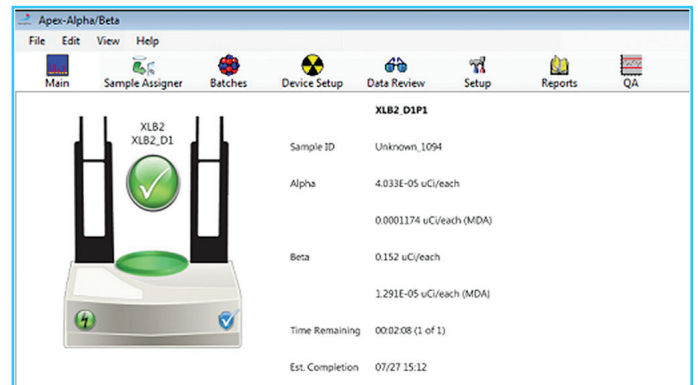 Apex-Alpha/Beta
File Edit View Help
Main Sample Assigner Batches Device Setup Data Review Setup Reports QA
XLB2
XLB2_D1
XLB2_D1P1
Sample ID Unknown_1094
Alpha 4.033E-05 uCi/each
0.0001174 uCi/each (MDA)
Beta 0.152 uCi/each
1.291E-05 uCi/each (MDA)
Time Remaining 00:02:08 (1 of 1)
Est. Completion 07/27 15:12